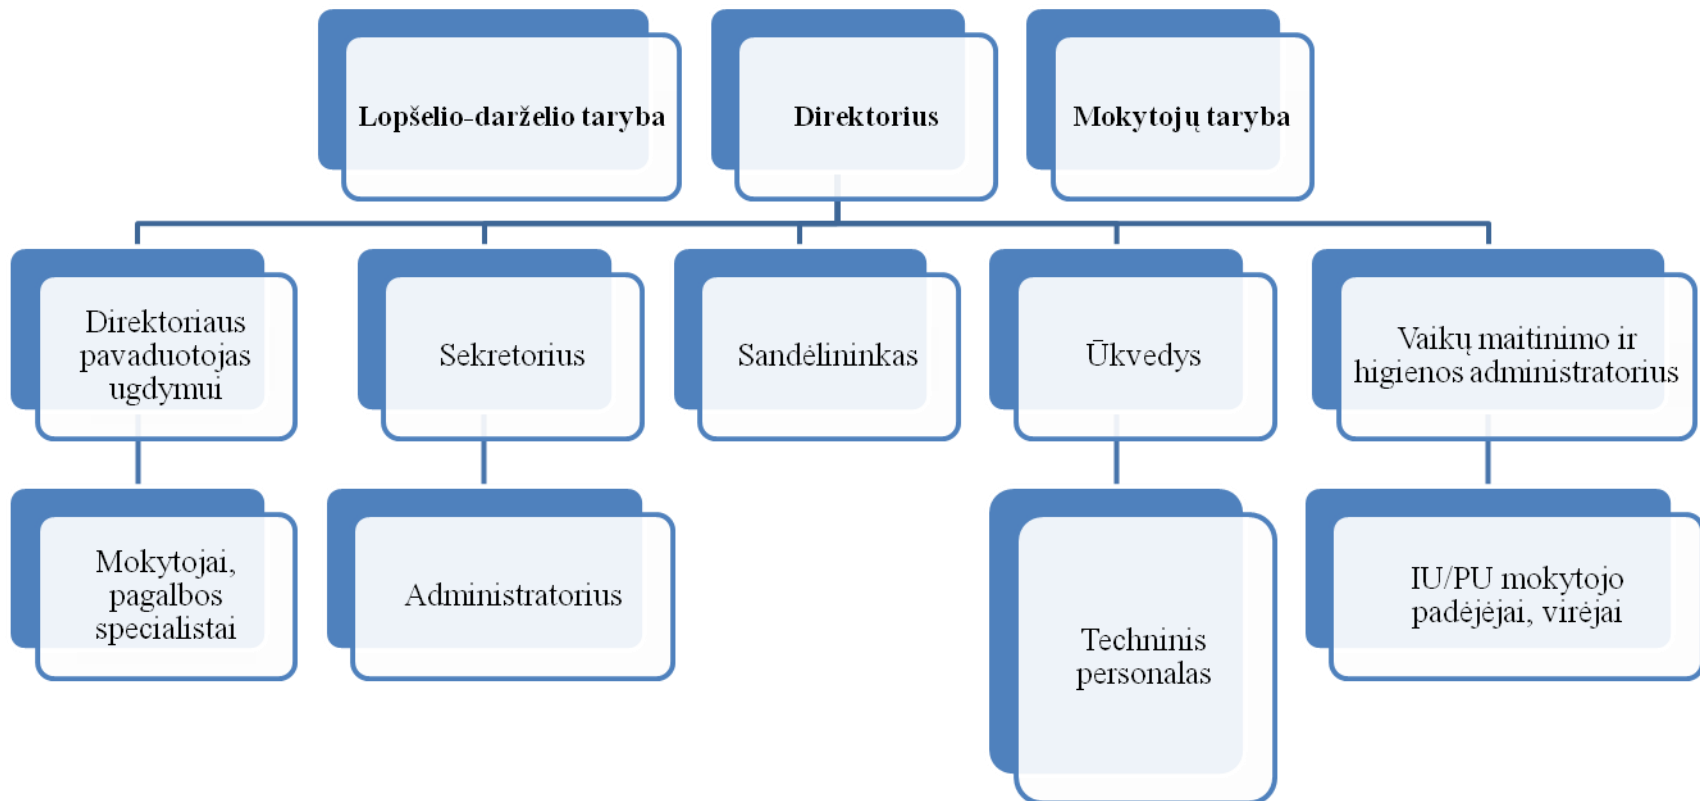 Lopšelio-darželio taryba
Direktorius
Mokytojų taryba
Direktoriaus
pavaduotojas
ugdymui
Sekretorius
Sandėlininkas
Ūkvedys
Vaikų maitinimo ir
higienos administratorius
Mokytojai,
pagalbos
specialistai
Administratorius
Techninis
personalas
IU/PU mokytojo
padėjėjai, virėjai